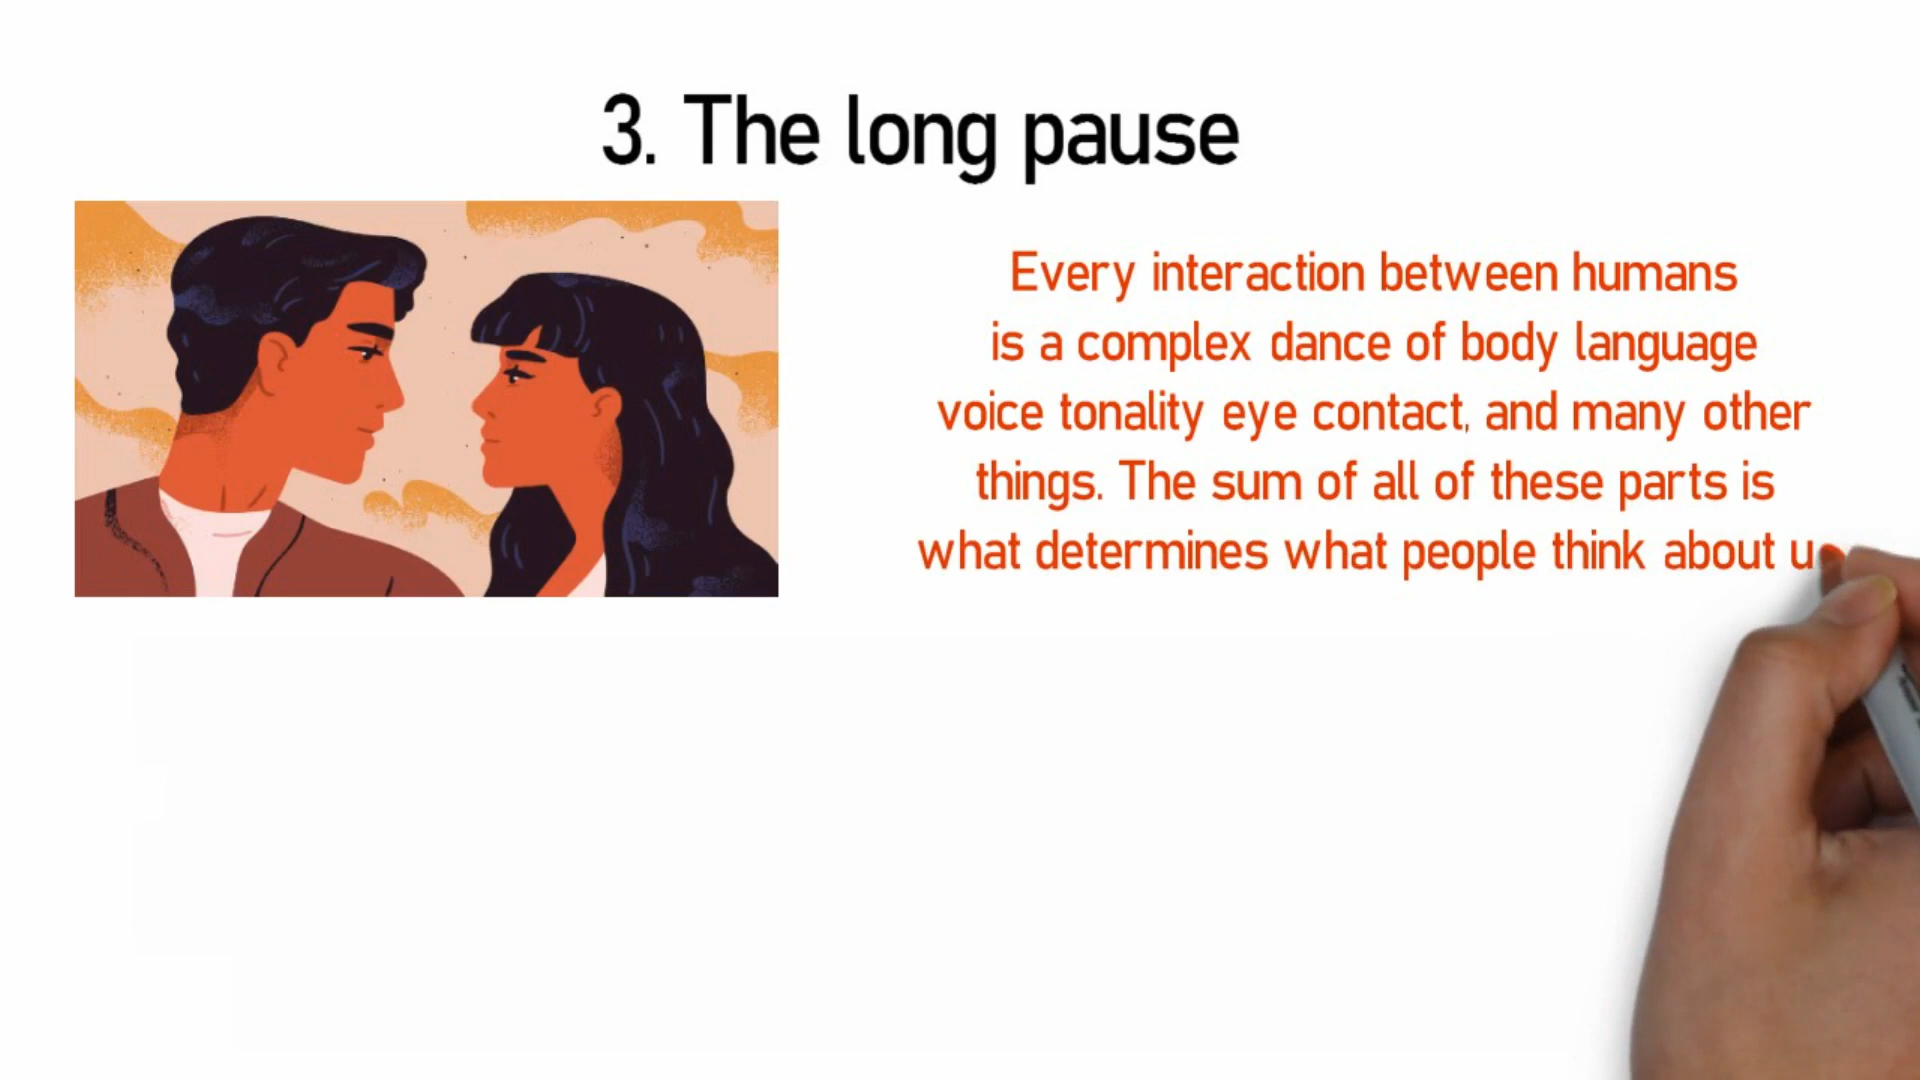 3. The long pause
Every interaction between humans
is a complex dance of body language
voice tonality eye contact, and many other
things. The sum of all of these parts is
what determines what people think about u